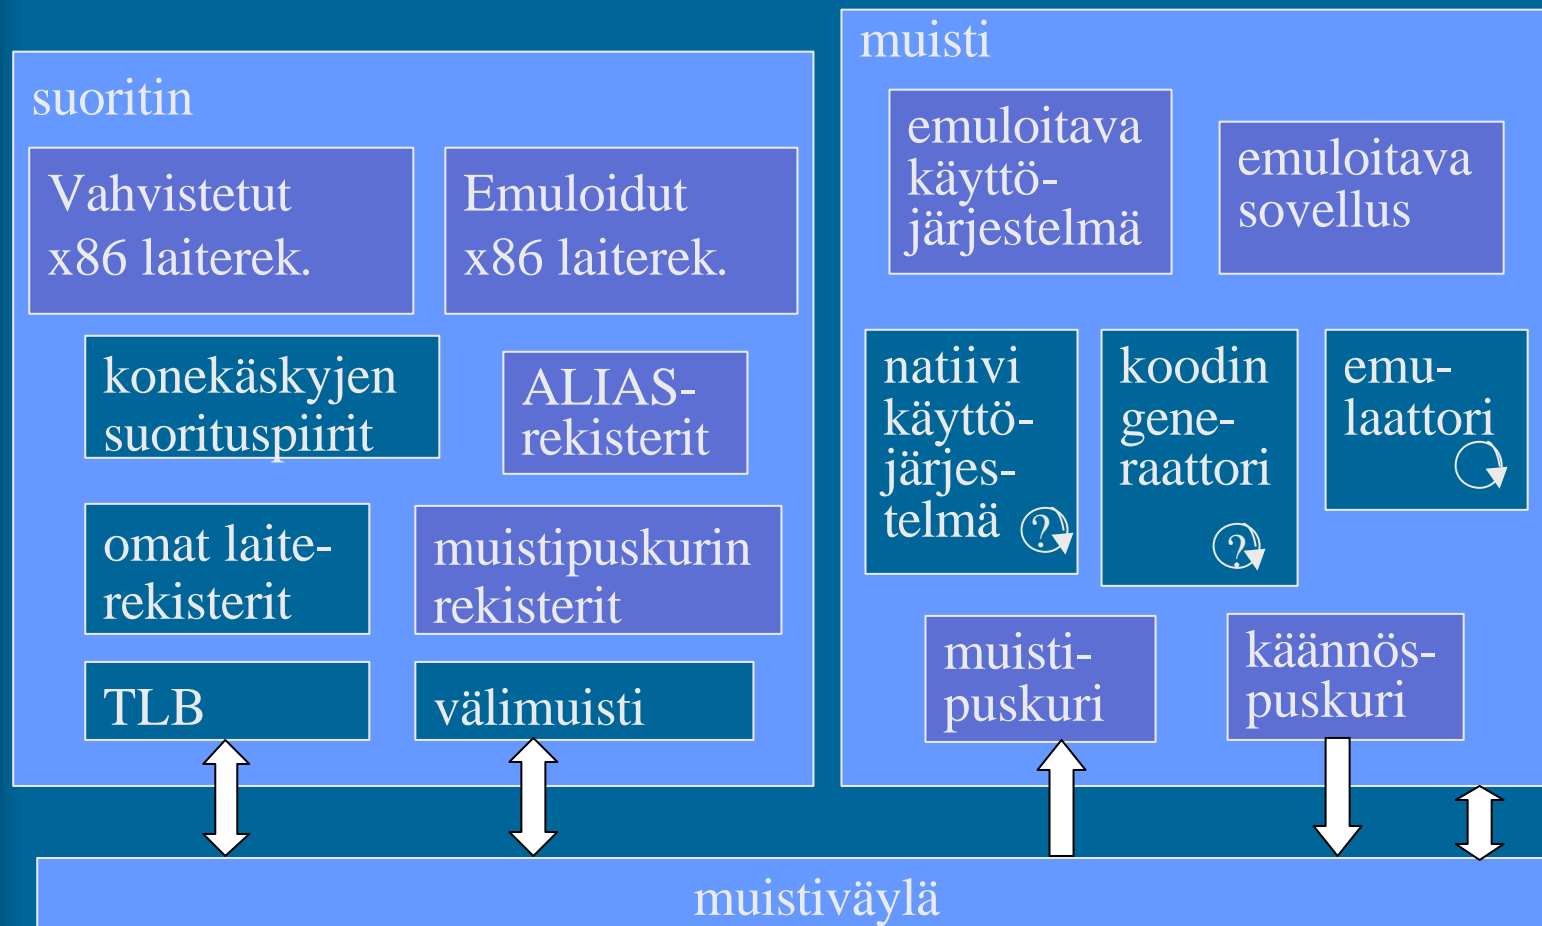 suoritin
Vahvistetut
x86 laiterek.
Emuloidut
x86 laiterek.
konekäskyjen
suorituspiirit
ALIAS-
rekisterit
omat laite-
rekisterit
muistipuskurin
rekisterit
TLB
välimuisti
muisti
emuloitava
käyttö-
järjestelmä
emuloitava
sovellus
natiivi
käyttö-
järjes-
telmä
?
koodin
gene-
raattori
?
emu-
laattori
muisti-
puskuri
käännös-
puskuri
muistiväylä